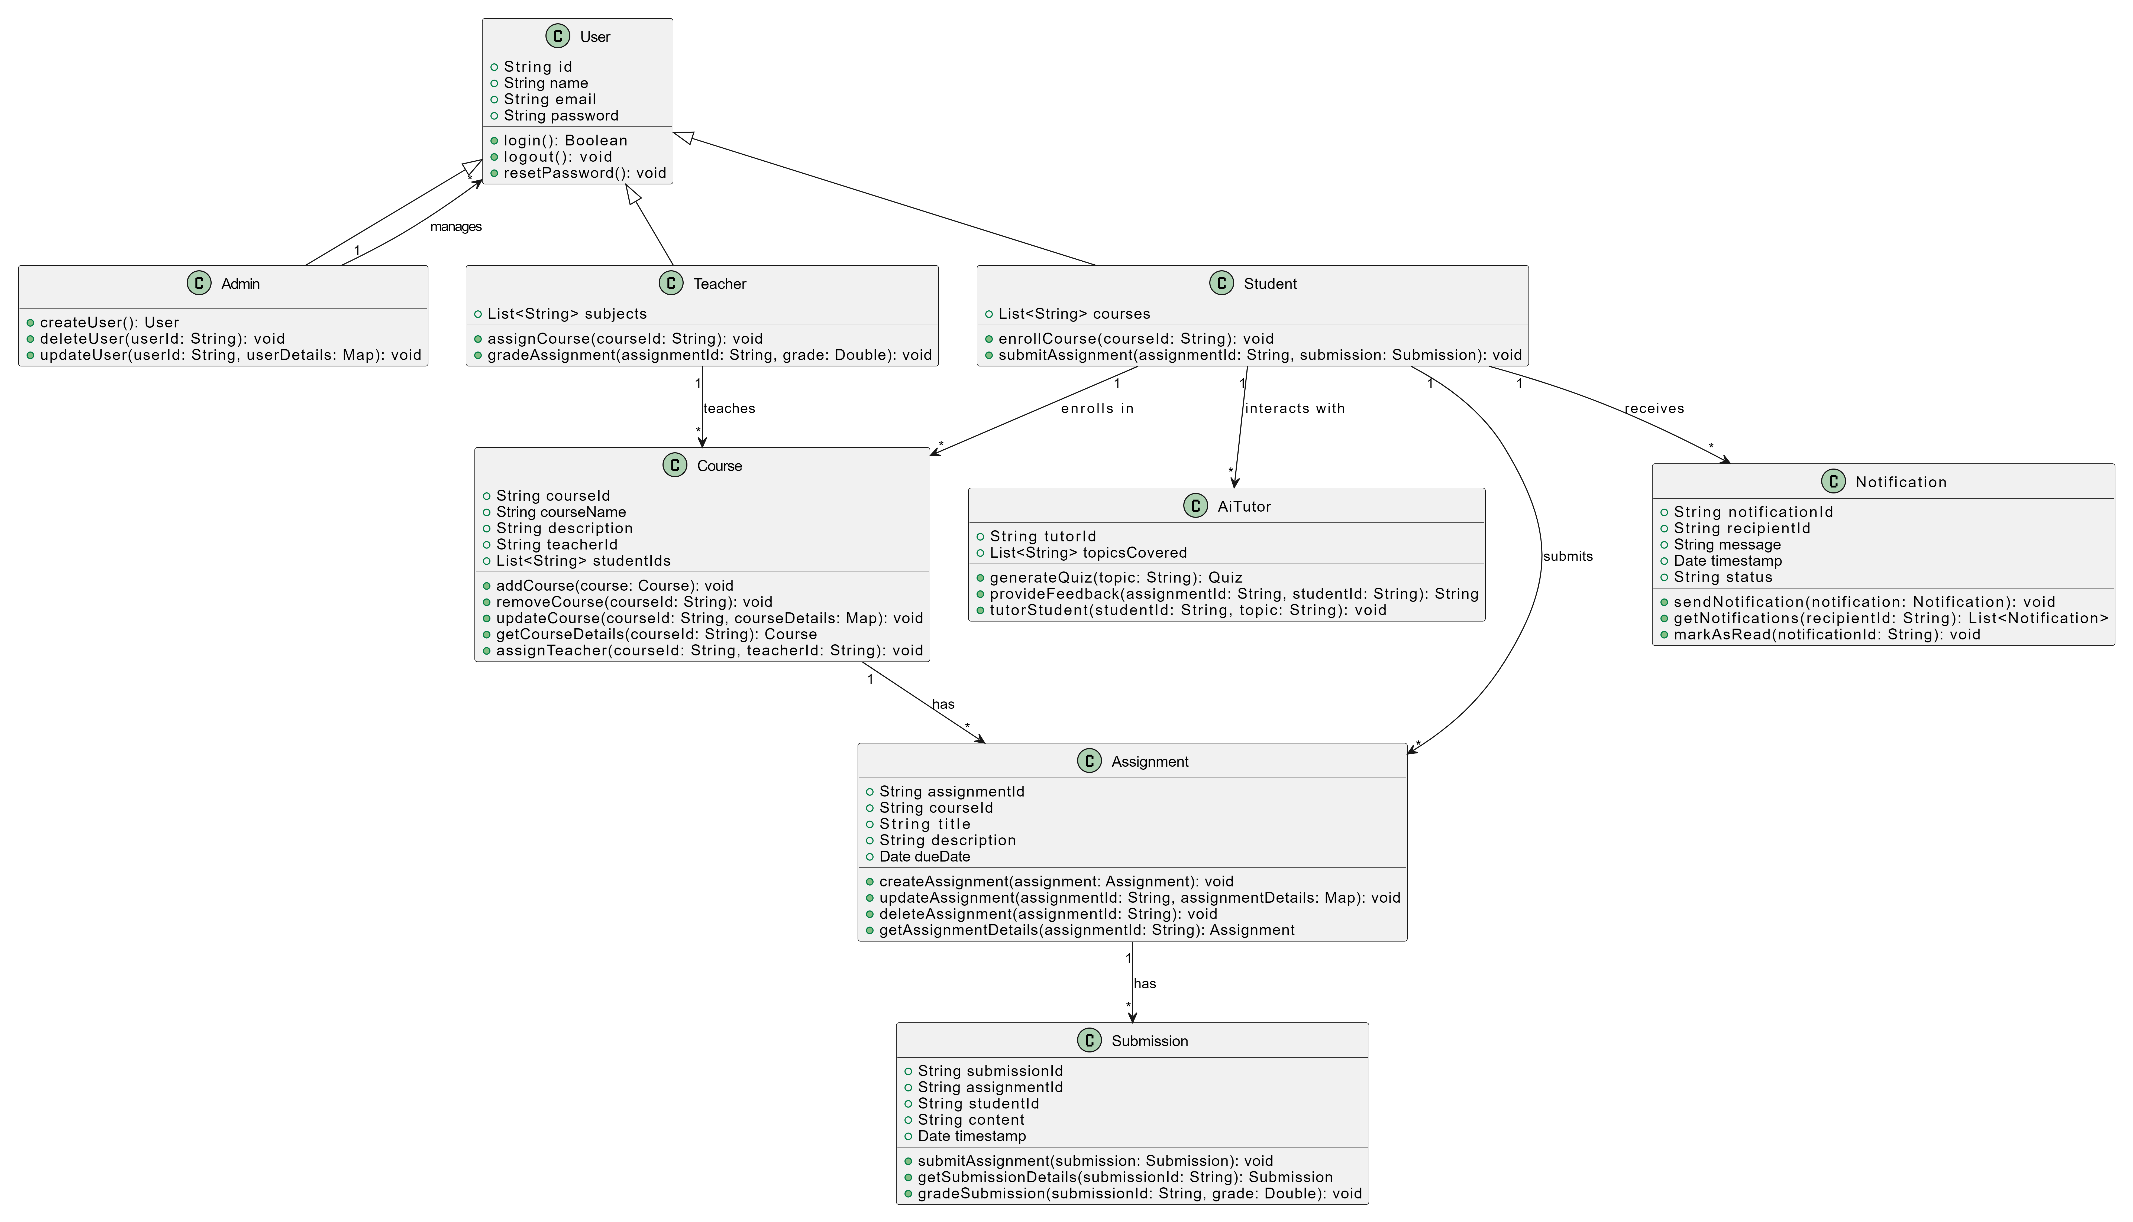 C User
String id
String name
String email
String password
login(): Boolean
logout(): void
resetPassword(): void
*
manages
1
C Admin
createUser(): User
deleteUser(userId: String): void
updateUser(userId: String, userDetails: Map): void
C Teacher
List<String> subjects
assignCourse(courseId: String): void
gradeAssignment(assignmentId: String, grade: Double): void
C Student
List<String> courses
enrollCourse(courseId: String): void
submitAssignment(assignmentId: String, submission: Submission): void
1
teaches
*
1
enrolls in
*
1
interacts with
*
1
submits
*
1
receives
*
C Course
String courseId
String courseName
String description
String teacherId
List<String> studentIds
addCourse(course: Course): void
removeCourse(courseId: String): void
updateCourse(courseId: String, courseDetails: Map): void
getCourseDetails(courseId: String): Course
assignTeacher(courseId: String, teacherId: String): void
C AiTutor
String tutorId
List<String> topicsCovered
generateQuiz(topic: String): Quiz
provideFeedback(assignmentId: String, studentId: String): String
tutorStudent(studentId: String, topic: String): void
C Notification
String notificationId
String recipientId
String message
Date timestamp
String status
sendNotification(notification: Notification): void
getNotifications(recipientId: String): List<Notification>
markAsRead(notificationId: String): void
1
has
*
C Assignment
String assignmentId
String courseId
String title
String description
Date dueDate
createAssignment(assignment: Assignment): void
updateAssignment(assignmentId: String, assignmentDetails: Map): void
deleteAssignment(assignmentId: String): void
getAssignmentDetails(assignmentId: String): Assignment
1
has
*
C Submission
String submissionId
String assignmentId
String studentId
String content
Date timestamp
submitAssignment(submission: Submission): void
getSubmissionDetails(submissionId: String): Submission
gradeSubmission(submissionId: String, grade: Double): void